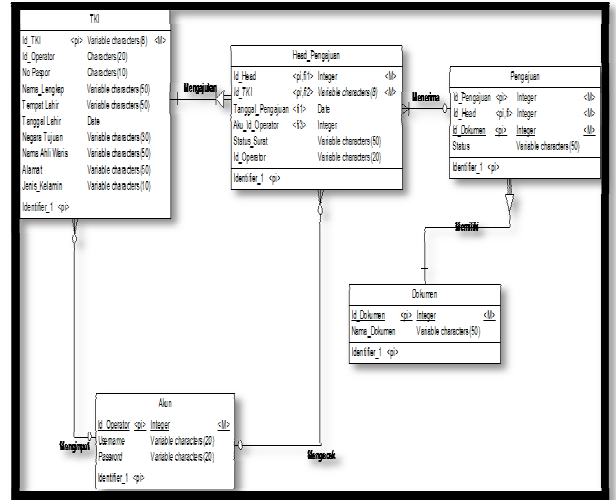 TKI
Id_TKI <pi> Variable characters(8) <M>
Id_Operator Characters(20)
No Paspor Characters(10)
Nama_Lengkap Variable characters(50)
Tempat Lahir Variable characters(50)
Tanggal Lahir Date
Negara Tujuan Variable characters(30)
Nama Ahli Waris Variable characters(50)
Alamat Variable characters(50)
Jenis_Kelamin Variable characters(10)
Identifier_1 <pi>
Mengajukan
Head_Pengajuan
Id_Head <pi,fi1> Integer <M>
Id_TKI <pi,fi2> Variable characters(8) <M>
Tanggal_Pengajuan <fi1> Date
Aku_Id_Operator <fi3> Integer
Status_Surat Variable characters(50)
Id_Operator Variable characters(20)
Identifier_1 <pi>
Menerima
Pengajuan
Id_Pengajuan <pi> Integer <M>
Id_Head <pi,fi> Integer <M>
Id_Dokumen <pi> Integer <M>
Status Variable characters(50)
Identifier_1 <pi>
Memiliki
Dokumen
Id_Dokumen <pi> Integer <M>
Nama_Dokumen Variable characters(50)
Identifier_1 <pi>
Akun
Id_Operator <pi> Integer <M>
Username Variable characters(20)
Password Variable characters(20)
Identifier_1 <pi>
Menginput
Mengecek